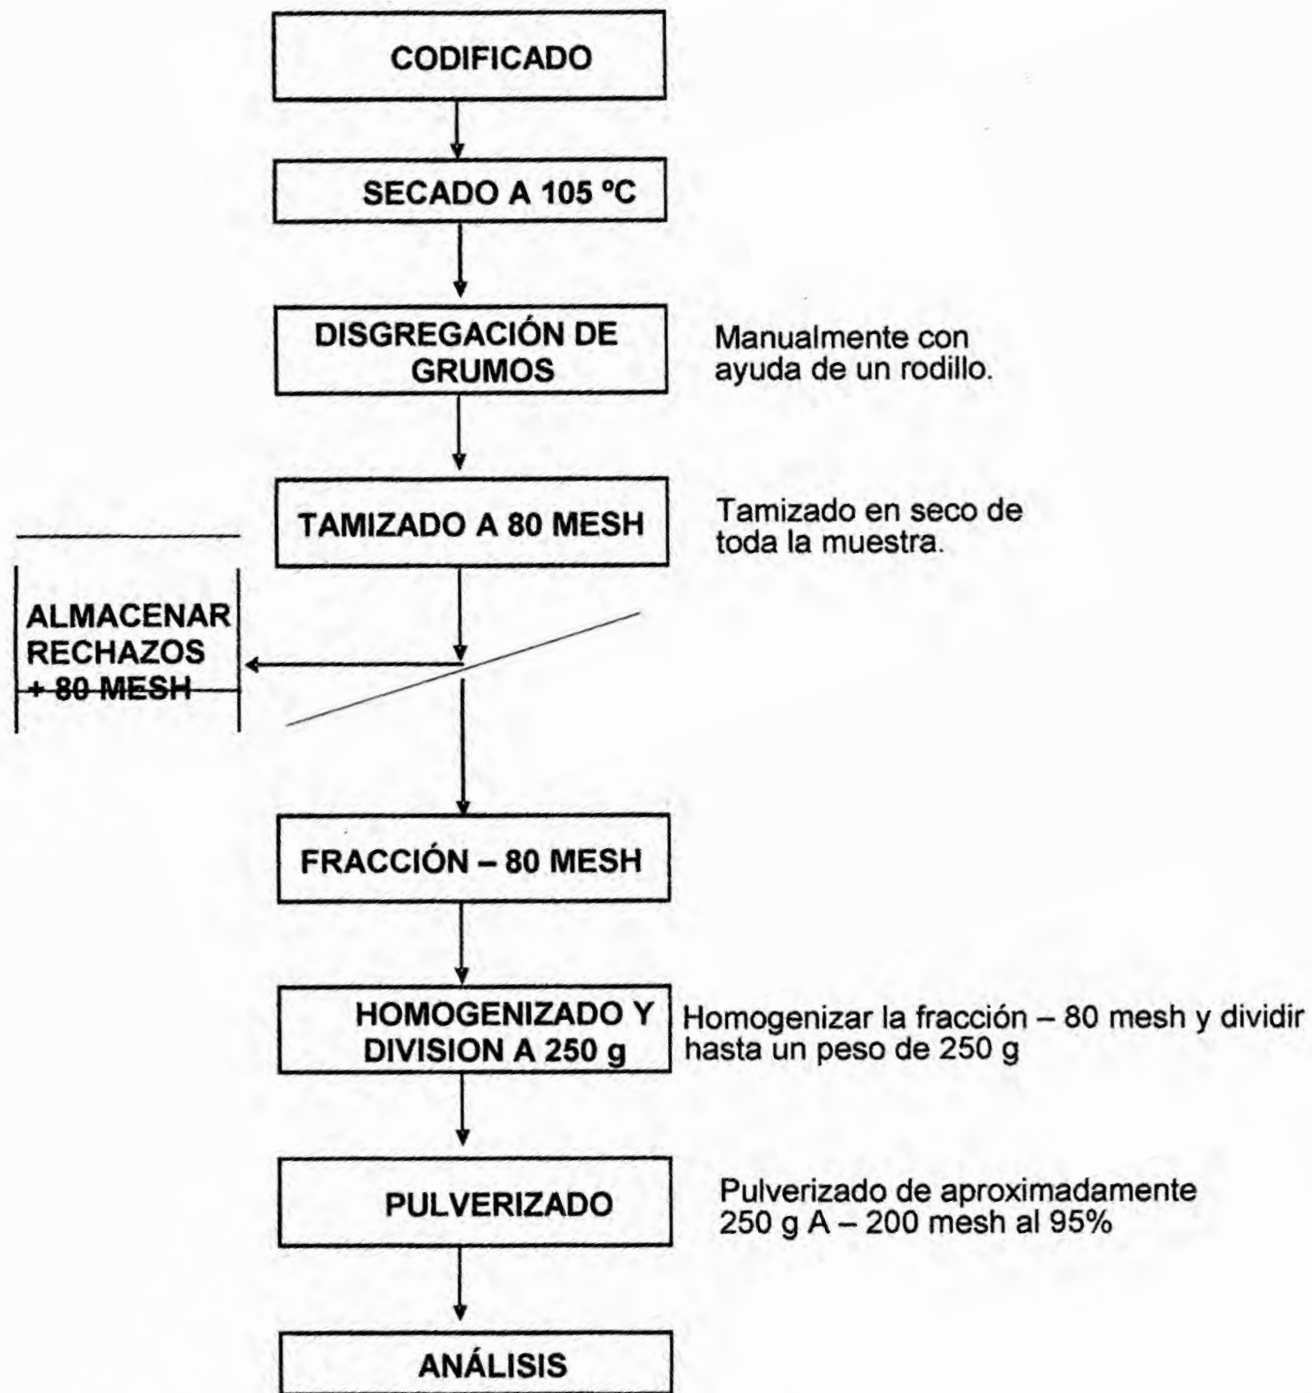 CODIFICADO
SECADO A 105 ºC
DISGREGACIÓN DE
GRUMOS
Manualmente con
ayuda de un rodillo.
TAMIZADO A 80 MESH
Tamizado en seco de
toda la muestra.
ALMACENAR
RECHAZOS
+ 80 MESH
FRACCIÓN – 80 MESH
HOMOGENIZADO Y
DIVISION A 250 g
Homogenizar la fracción – 80 mesh y dividir
hasta un peso de 250 g
PULVERIZADO
Pulverizado de aproximadamente
250 g A – 200 mesh al 95%
ANÁLISIS